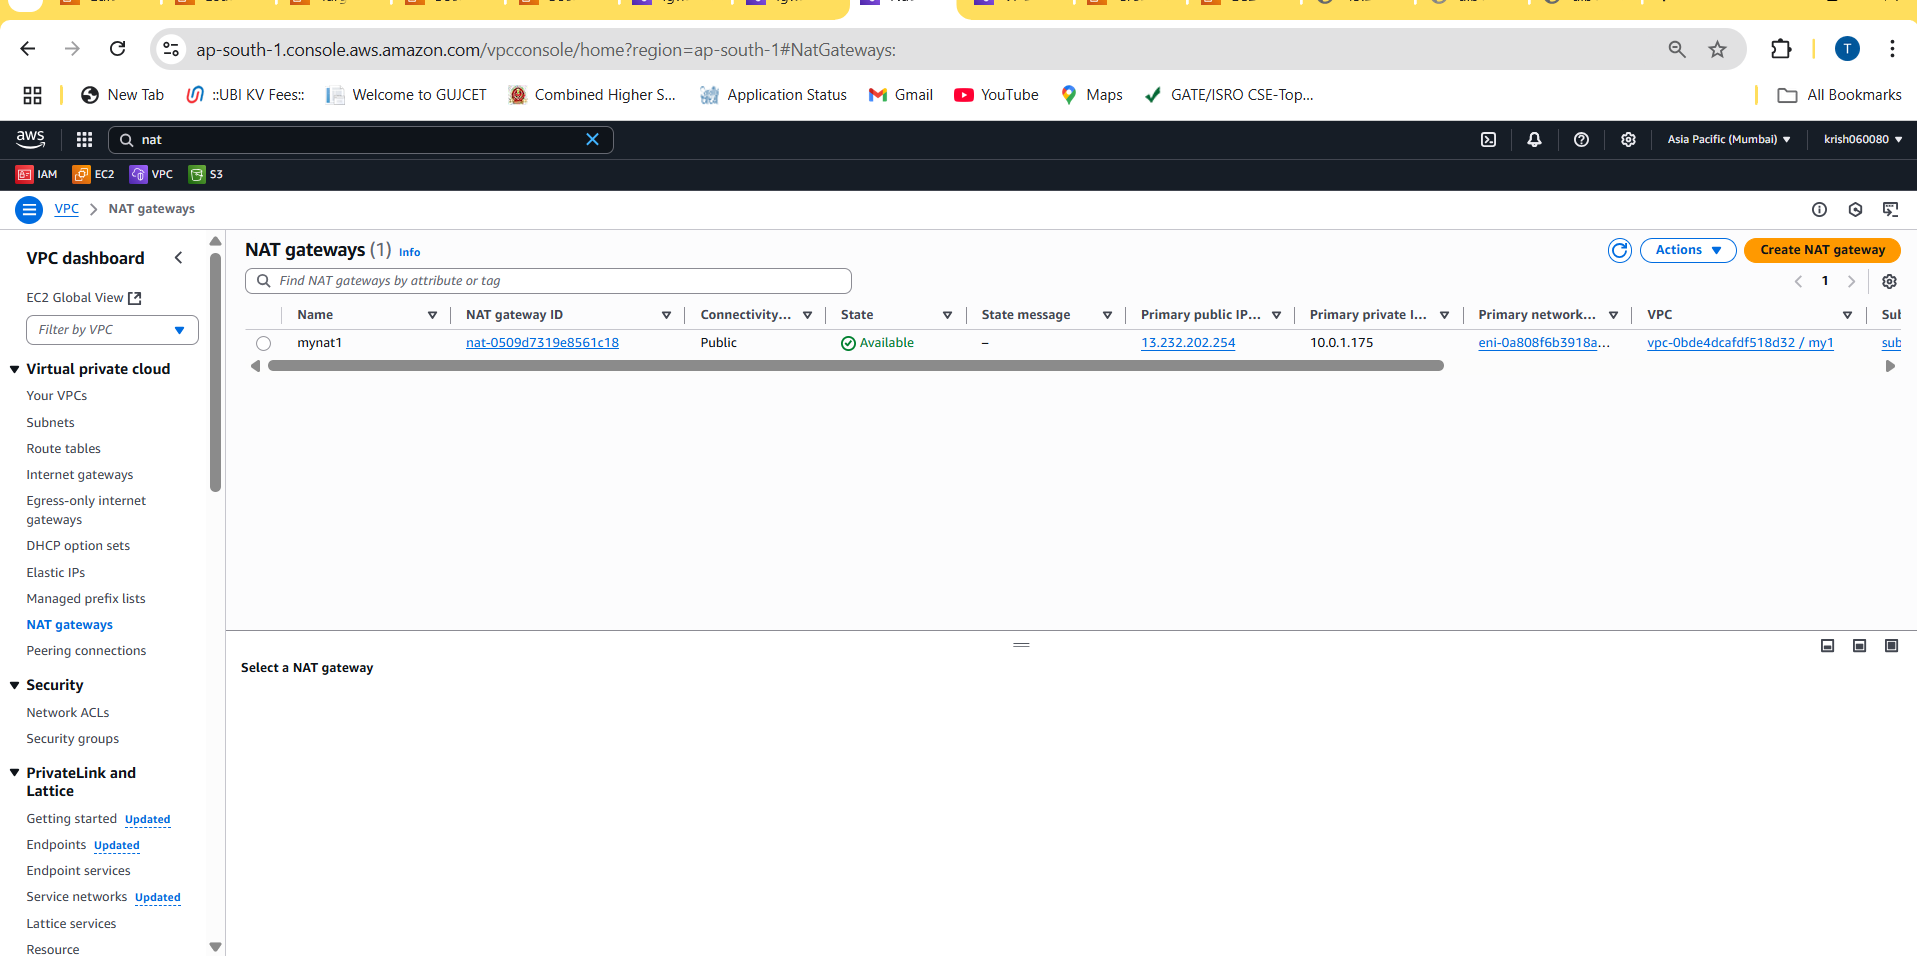 ap-south-1.console.aws.amazon.com/vpcconsole/home?region=ap-south-1#NatGateways:
T
New Tab
::UBI KV Fees::
Welcome to GUJCET
Combined Higher S...
Application Status
Gmail
YouTube
Maps
GATE/ISRO CSE-Top...
All Bookmarks
aws
nat
Asia Pacific (Mumbai)
krish060080
IAM
EC2
VPC
S3
VPC
NAT gateways
VPC dashboard
EC2 Global View
Filter by VPC
Virtual private cloud
Your VPCs
Subnets
Route tables
Internet gateways
Egress-only internet
gateways
DHCP option sets
Elastic IPs
Managed prefix lists
NAT gateways
Peering connections
Security
Network ACLs
Security groups
PrivateLink and
Lattice
Getting started Updated
Endpoints Updated
Endpoint services
Service networks Updated
Lattice services
Resource
NAT gateways (1) Info
Actions
Create NAT gateway
Find NAT gateways by attribute or tag
1
Name NAT gateway ID Connectivity... State State message Primary public IP... Primary private I... Primary network... VPC Sub
mynat1 nat-0509d7319e8561c18 Public Available – 13.232.202.254 10.0.1.175 eni-0a808f6b3918a... vpc-0bde4dcafdf518d32 / my1 sub
Select a NAT gateway